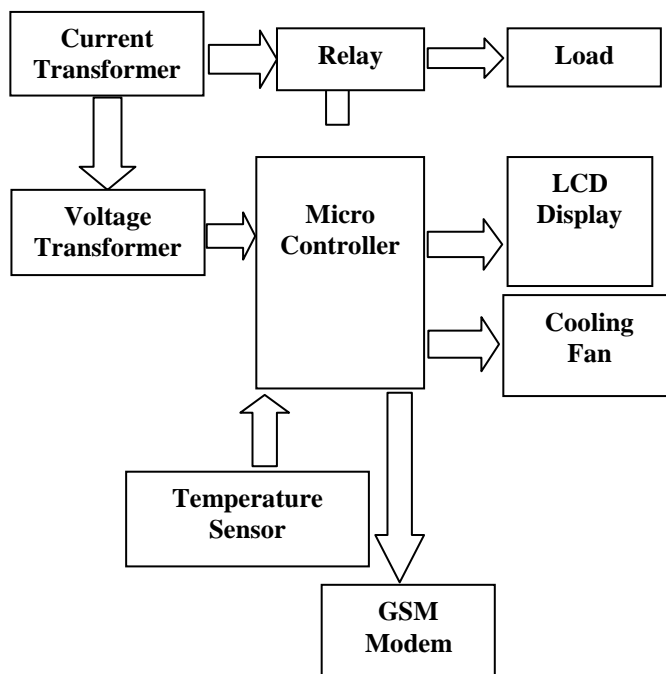 Current
Transformer
Relay
Load
Voltage
Transformer
Micro
Controller
LCD
Display
Cooling
Fan
Temperature
Sensor
GSM
Modem